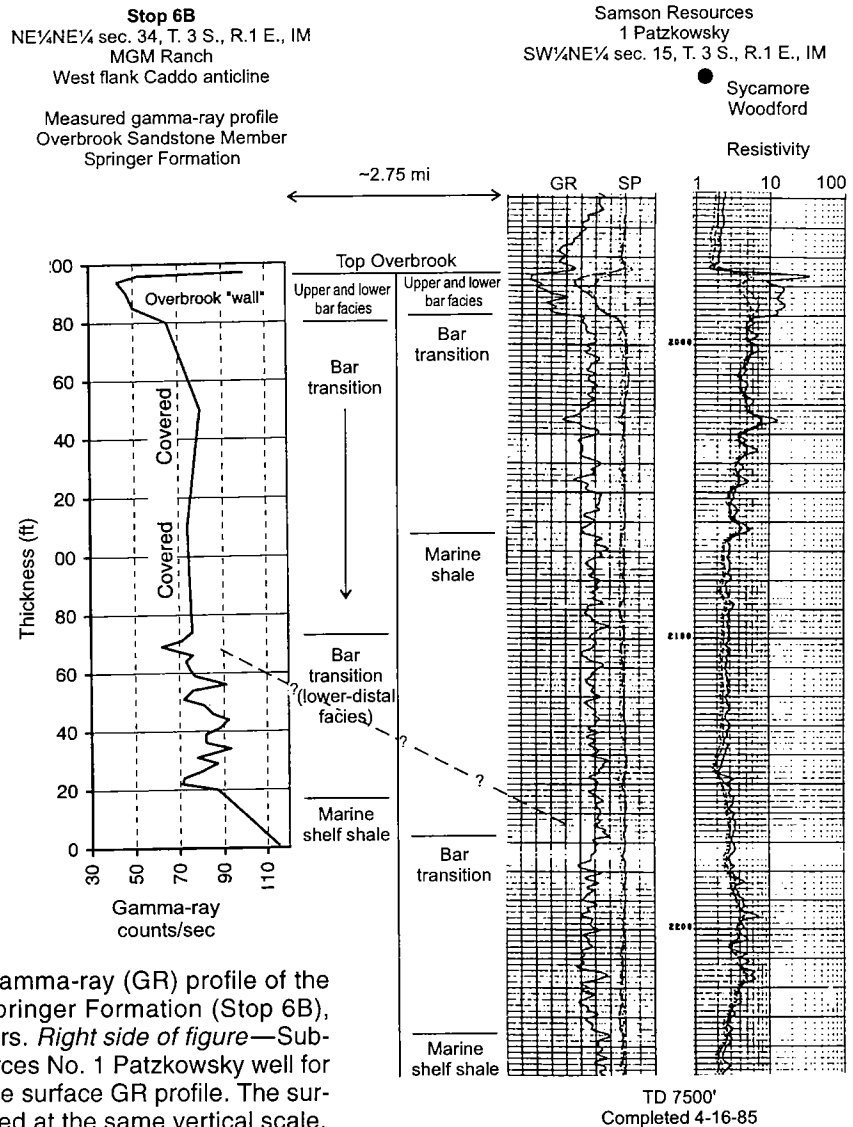 Stop 6B
NE¼NE¼ sec. 34, T. 3 S., R.1 E., IM
MGM Ranch
West flank Caddo anticline
Measured gamma-ray profile
Overbrook Sandstone Member
Springer Formation
Samson Resources
1 Patzkowsky
SW¼NE¼ sec. 15, T. 3 S., R.1 E., IM
Sycamore
Woodford
Resistivity
~2.75 mi
GR SP
1 10 100
Top Overbrook
:00
80
60
40
20
00
80
60
40
20
0
Thickness (ft)
Overbrook "wall"
Covered
Covered
30 50 70 90 110
Gamma-ray
counts/sec
Upper and lower
bar facies
Bar
transition
Bar
transition
(lower-distal
facies)
Marine
shelf shale
Upper and lower
bar facies
Bar
transition
Marine
shale
Bar
transition
Marine
shelf shale
?
?
?
2000
2100
2200
TD 7500'
Completed 4-16-85
amma-ray (GR) profile of the
pringer Formation (Stop 6B),
rs. Right side of figure—Sub-
rces No. 1 Patzkowsky well for
e surface GR profile. The sur-
ed at the same vertical scale.